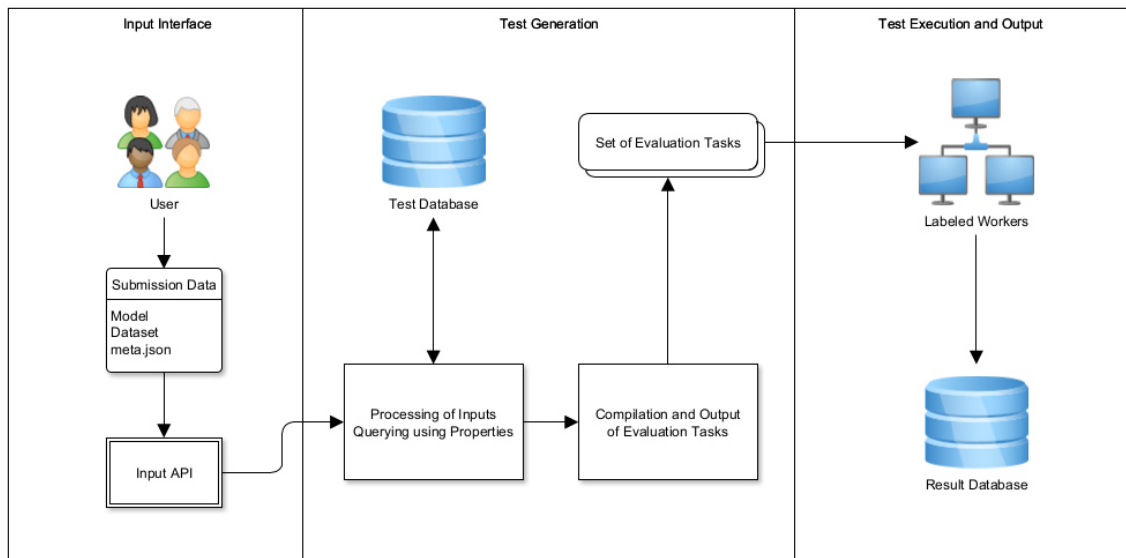 Input Interface
Test Generation
Test Execution and Output
User
Submission Data
Model
Dataset
meta.json
Input API
Test Database
Processing of Inputs
Querying using Properties
Compilation and Output
of Evaluation Tasks
Set of Evaluation Tasks
Labeled Workers
Result Database